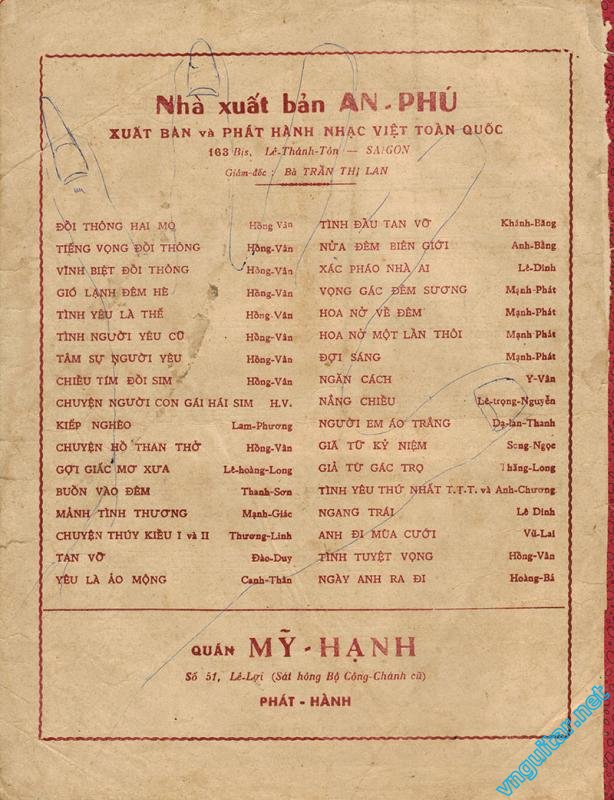 Nhà xuất bản AN - PHÚ
XUẤT BẢN và PHÁT HÀNH NHẠC VIỆT TOÀN QUỐC
163 Bis, Lê-Thánh-Tôn — SAIGON
Giám-đốc : Bà TRẦN THỊ LAN
ĐỒI THÔNG HAI MỘ Hồng Vân
TIẾNG VỌNG ĐỒI THÔNG Hồng-Vân
VĨNH BIỆT ĐỒI THÔNG Hồng-Vân
GIÓ LẠNH ĐÊM HÈ Hồng-Vân
TÌNH YÊU LÀ THẾ Hồng-Vân
TÌNH NGƯỜI YÊU CŨ Hồng-Vân
TÂM SỰ NGƯỜI YÊU Hồng-Vân
CHIỀU TÍM ĐỒI SIM Hồng-Vân
CHUYỆN NGƯỜI CON GÁI HÁI SIM H.V.
KIẾP NGHÈO Lam-Phương
CHUYỆN HỒ THAN THỞ Hồng-Vân
GỢI GIẤC MƠ XƯA Lê-hoàng-Long
BUỒN VÀO ĐÊM Thanh-Sơn
MẢNH TÌNH THƯƠNG Mạnh-Giác
CHUYỆN THÚY KIỀU I và II Thương-Linh
TAN VỠ Đào-Duy
YÊU LÀ ẢO MỘNG Canh-Thân
TÌNH ĐẦU TAN VỠ Khánh-Băng
NỬA ĐÊM BIÊN GIỚI Anh-Bằng
XÁC PHÁO NHÀ AI Lê-Dinh
VỌNG GÁC ĐÊM SƯƠNG Mạnh-Phát
HOA NỞ VỀ ĐÊM Mạnh-Phát
HOA NỞ MỘT LẦN THÔI Mạnh-Phát
ĐỢI SÁNG Mạnh-Phát
NGĂN CÁCH Y-Vân
NẮNG CHIỀU Lê-trọng-Nguyễn
NGƯỜI EM ÁO TRẮNG Dạ-lan-Thanh
GIÃ TỪ KỶ NIỆM Song-Ngọc
GIẢ TỪ GÁC TRỌ Thăng-Long
TÌNH YÊU THỨ NHẤT T.T.T. và Anh-Chương
NGANG TRÁI Lê Dinh
ANH ĐI MÙA CƯỚI Vũ-Lai
TÌNH TUYỆT VỌNG Hồng-Vân
NGÀY ANH RA ĐI Hoàng-Bá
QUÁN MỸ - HẠNH
Số 51, Lê-Lợi (Sát hông Bộ Công-Chánh cũ)
PHÁT - HÀNH
vnguitar.net